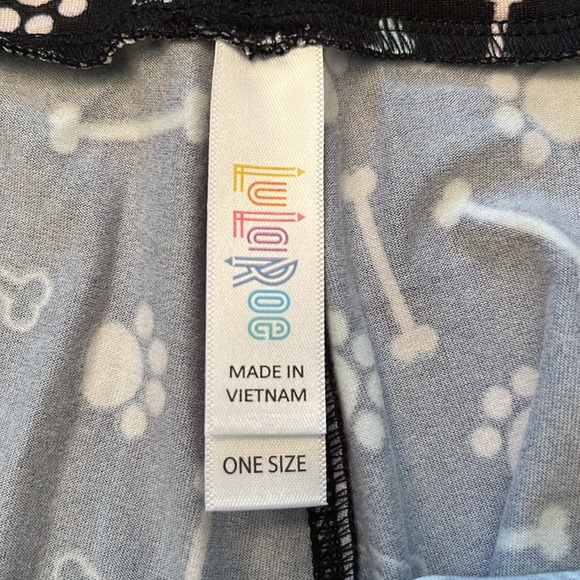 LuLaRoe
MADE IN
VIETNAM
ONE SIZE